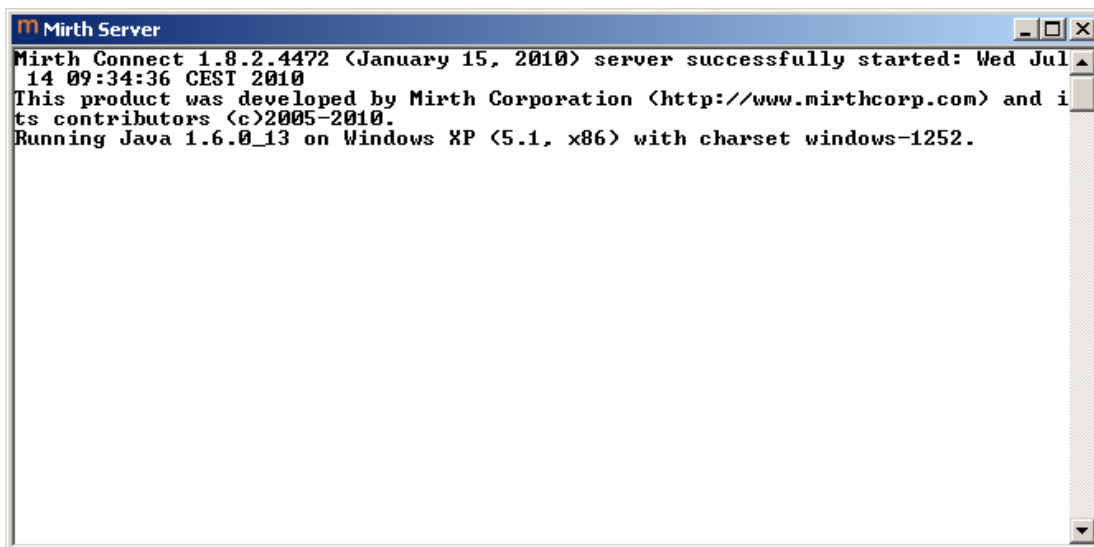 m Mirth Server
Mirth Connect 1.8.2.4472 (January 15, 2010) server successfully started: Wed Jul
 14 09:34:36 CEST 2010
This product was developed by Mirth Corporation (http://www.mirthcorp.com) and i
ts contributors (c)2005-2010.
Running Java 1.6.0_13 on Windows XP (5.1, x86) with charset windows-1252.